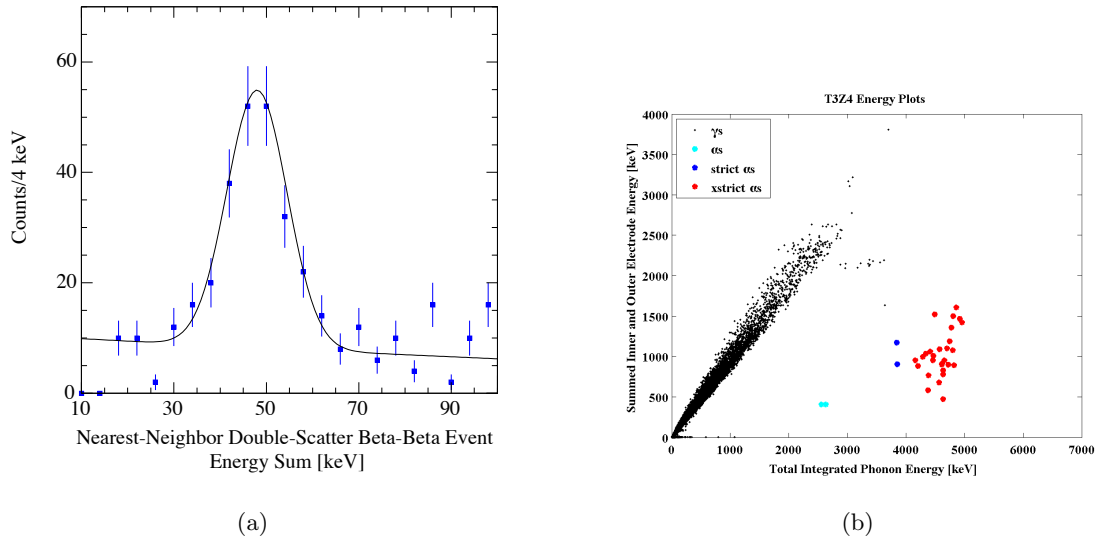 60
40
20
0
Counts/4 keV
10 30 50 70 90
Nearest-Neighbor Double-Scatter Beta-Beta Event
Energy Sum [keV]
(a)
T3Z4 Energy Plots
4000
3500
3000
2500
2000
1500
1000
500
0
Summed Inner and Outer Electrode Energy [keV]
γs
αs
strict αs
xstrict αs
0 1000 2000 3000 4000 5000 6000 7000
Total Integrated Phonon Energy [keV]
(b)